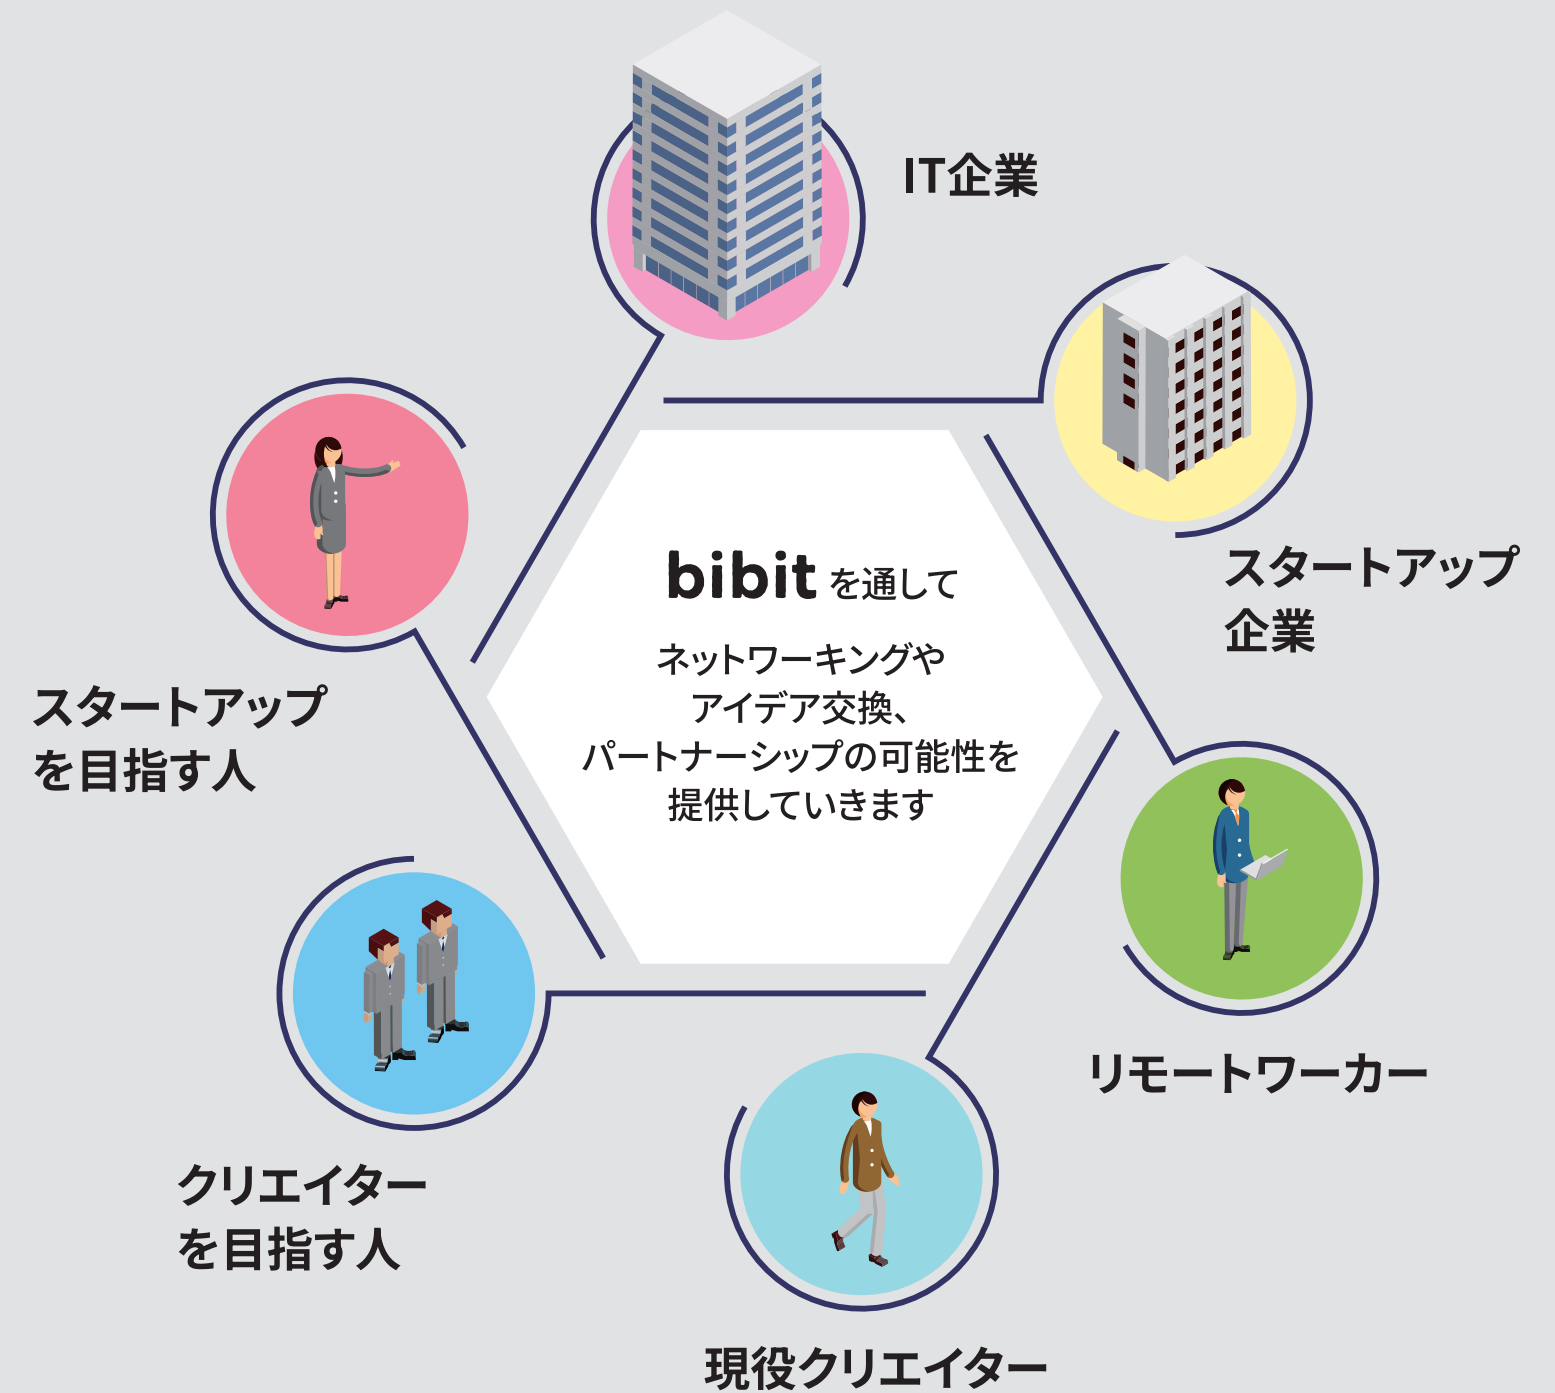 IT企業
スタートアップ
企業
bibit を通して
ネットワーキングや
アイデア交換、
パートナーシップの可能性を
提供していきます
スタートアップ
を目指す人
リモートワーカー
クリエイター
を目指す人
現役クリエイター